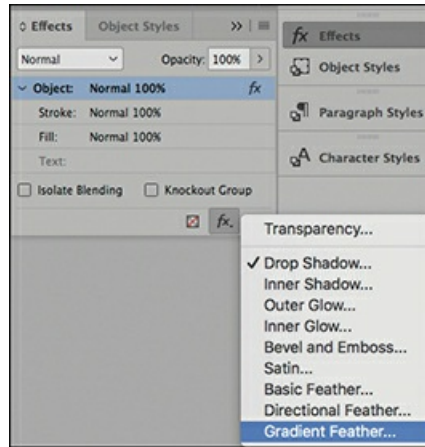 Effects
Object Styles
Normal
Opacity: 100%
Object: Normal 100% fx
Stroke: Normal 100%
Fill: Normal 100%
Text:
Isolate Blending
Knockout Group
fx.
fx Effects
Object Styles
Paragraph Styles
Character Styles
Transparency...
✓ Drop Shadow...
Inner Shadow...
Outer Glow...
Inner Glow...
Bevel and Emboss...
Satin...
Basic Feather...
Directional Feather...
Gradient Feather...